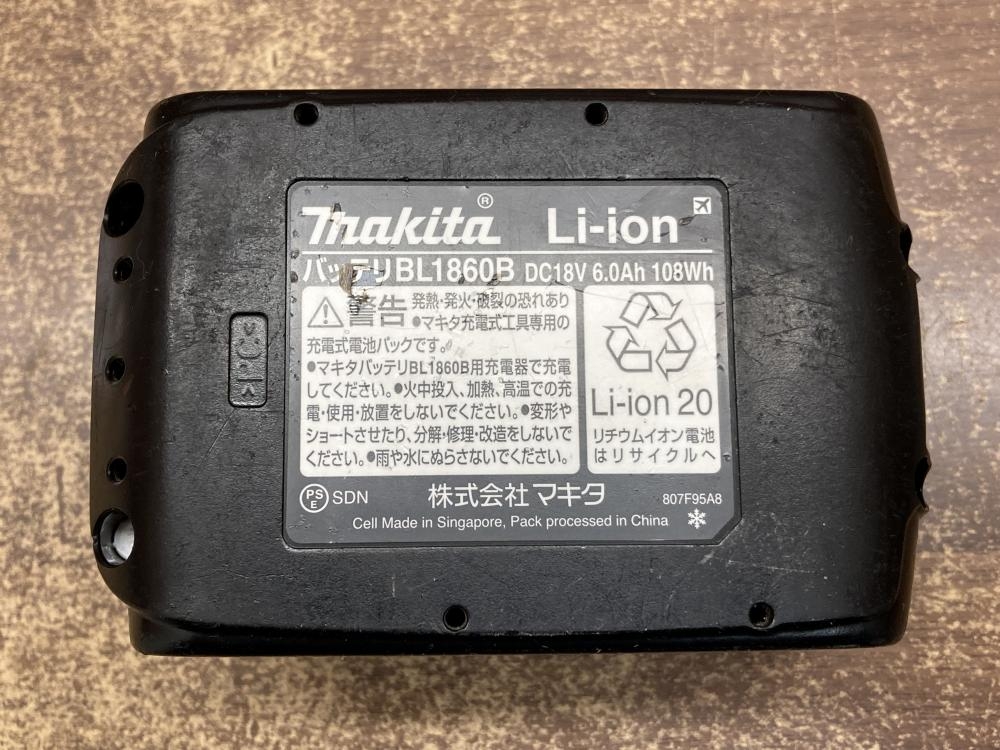 makita® Li-ion
バッテリBL1860B DC18V 6.0Ah 108Wh
警告 発熱・発火・破裂の恐れあり
●マキタ充電式工具専用の
充電式電池パックです。
●マキタバッテリBL1860B用充電器で充電
してください。●火中投入、加熱、高温での充
電・使用・放置をしないでください。●変形や
ショートさせたり、分解・修理・改造をしないで
ください。●雨や水にぬらさないでください。
Li-ion 20
リチウムイオン電池
はリサイクルへ
PSE SDN 株式会社マキタ 807F95A8
Cell Made in Singapore, Pack processed in China